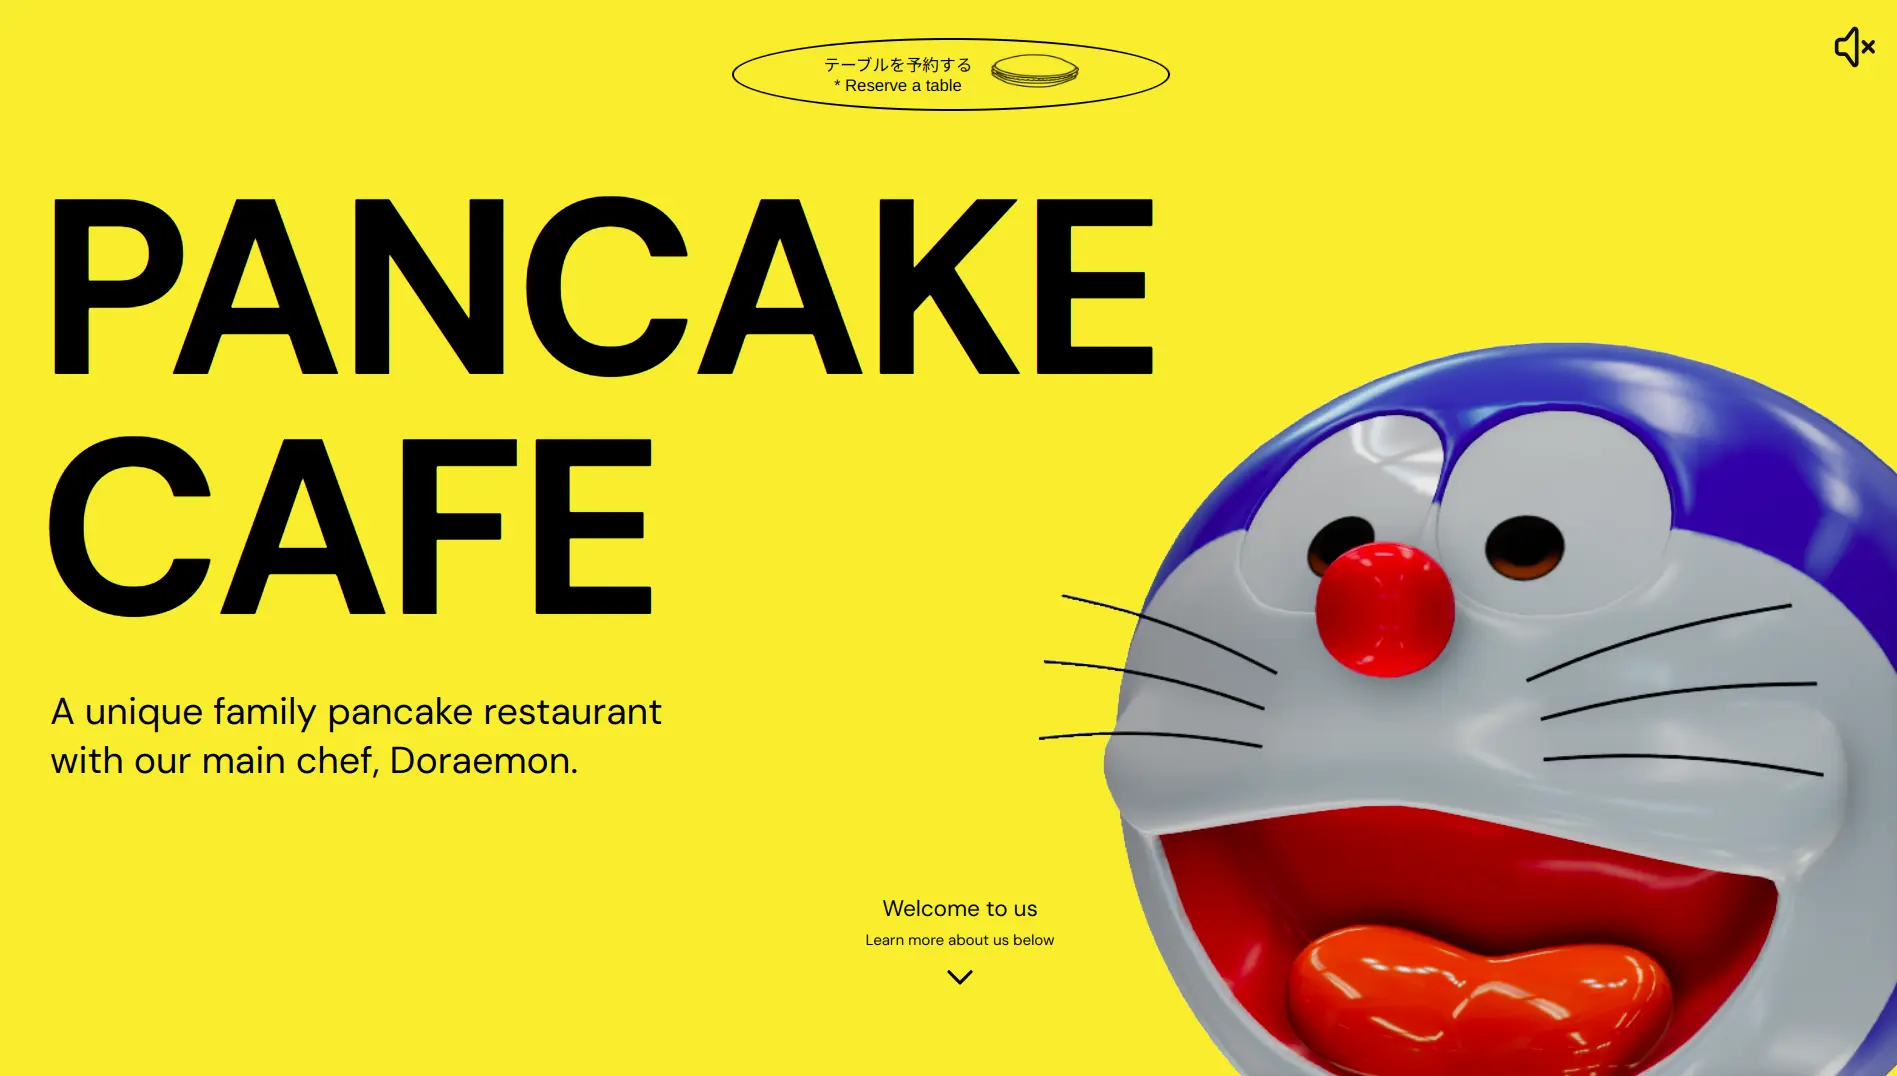 テーブルを予約する
* Reserve a table
PANCAKE
CAFE
A unique family pancake restaurant
with our main chef, Doraemon.
Welcome to us
Learn more about us below